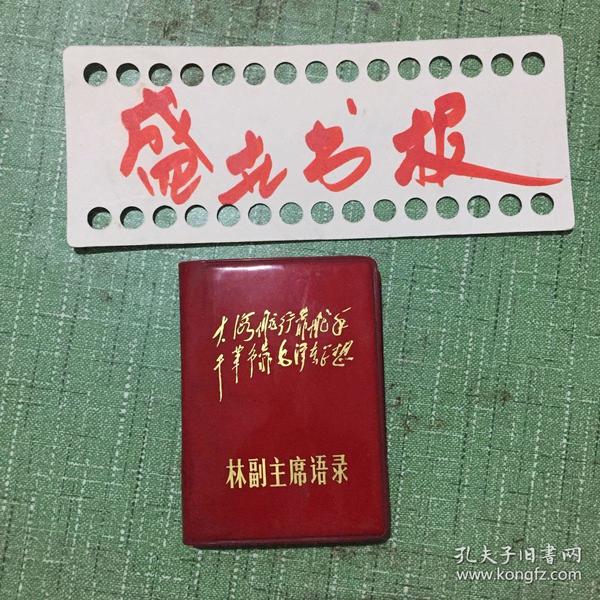 盛世书报
大海航行靠舵手
干革命靠毛泽东思想
林副主席语录
孔夫子旧书网
www.kongfz.com